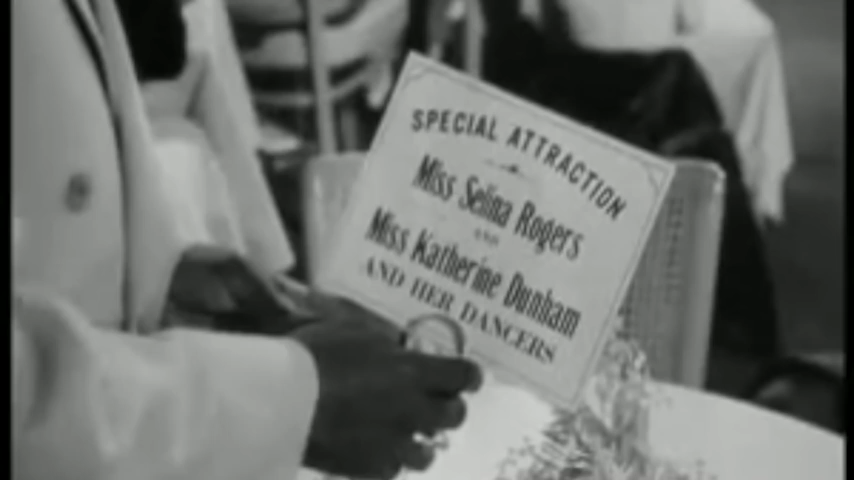 SPECIAL ATTRACTION
Miss Selina Rogers
AND
Miss Katherine Dunham
AND HER DANCERS